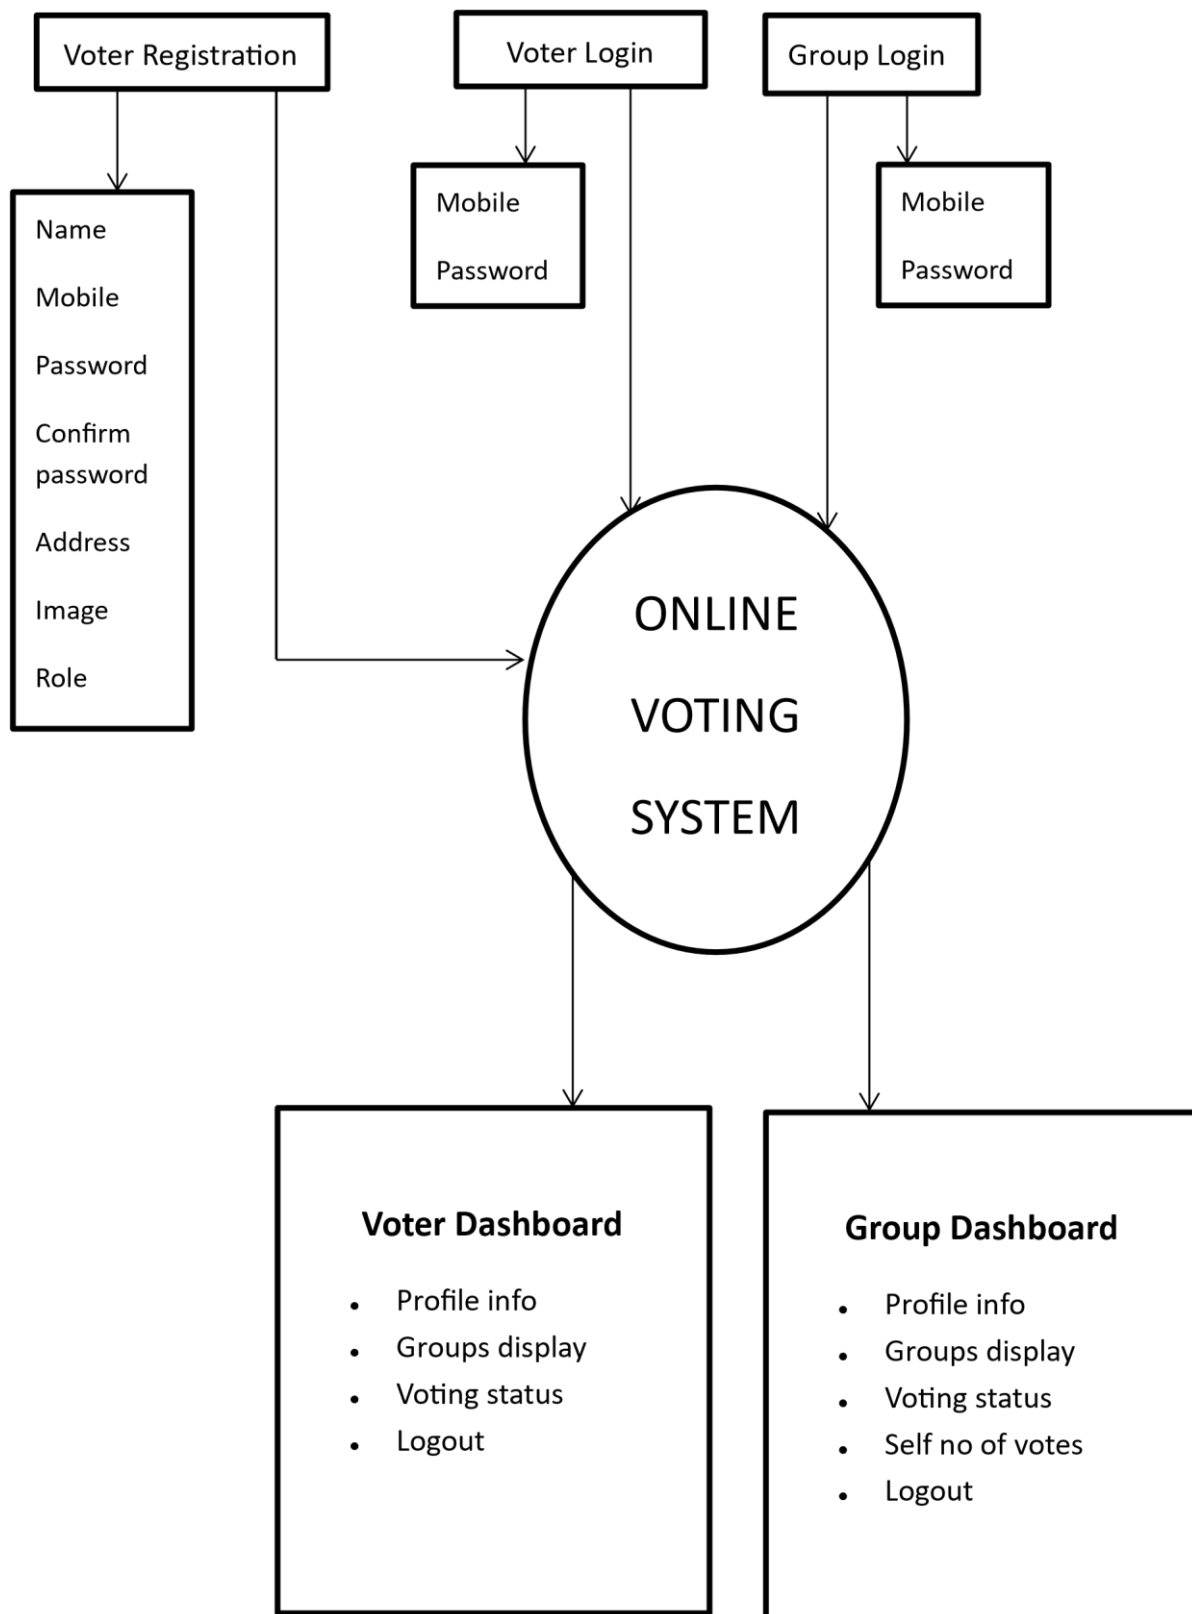 Voter Registration
Voter Login
Group Login
Name
Mobile
Password
Confirm
password
Address
Image
Role
Mobile
Password
Mobile
Password
ONLINE
VOTING
SYSTEM
Voter Dashboard
• Profile info
• Groups display
• Voting status
• Logout
Group Dashboard
• Profile info
• Groups display
• Voting status
• Self no of votes
• Logout